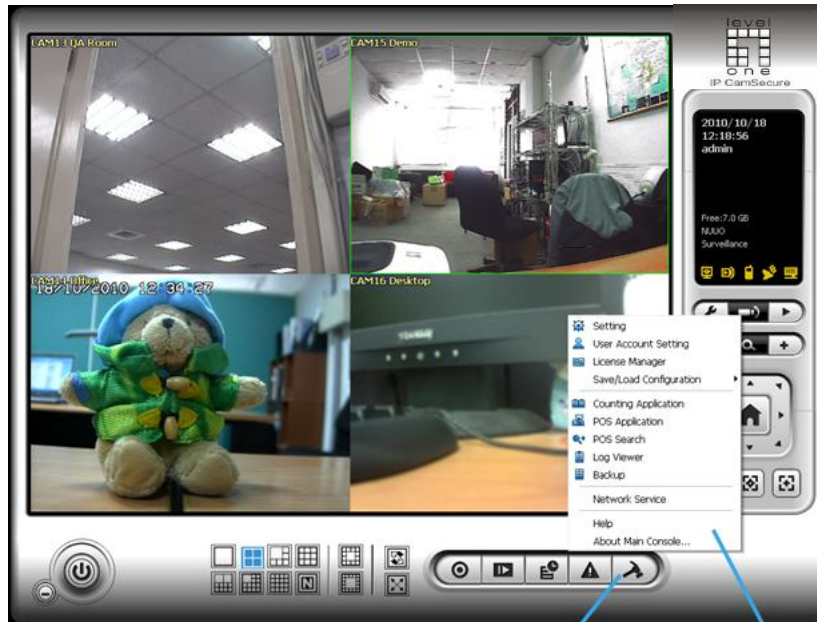 CAM13 QA Room
CAM15 Demo
level
one
IP CamSecure
2010/10/18
12:18:56
admin
Free:7.0 GB
NUUO
Surveillance
CAM14 Office
18/10/2010 12:34:27
CAM16 Desktop
Setting
User Account Setting
License Manager
Save/Load Configuration
Counting Application
POS Application
POS Search
Log Viewer
Backup
Network Service
Help
About Main Console...
N